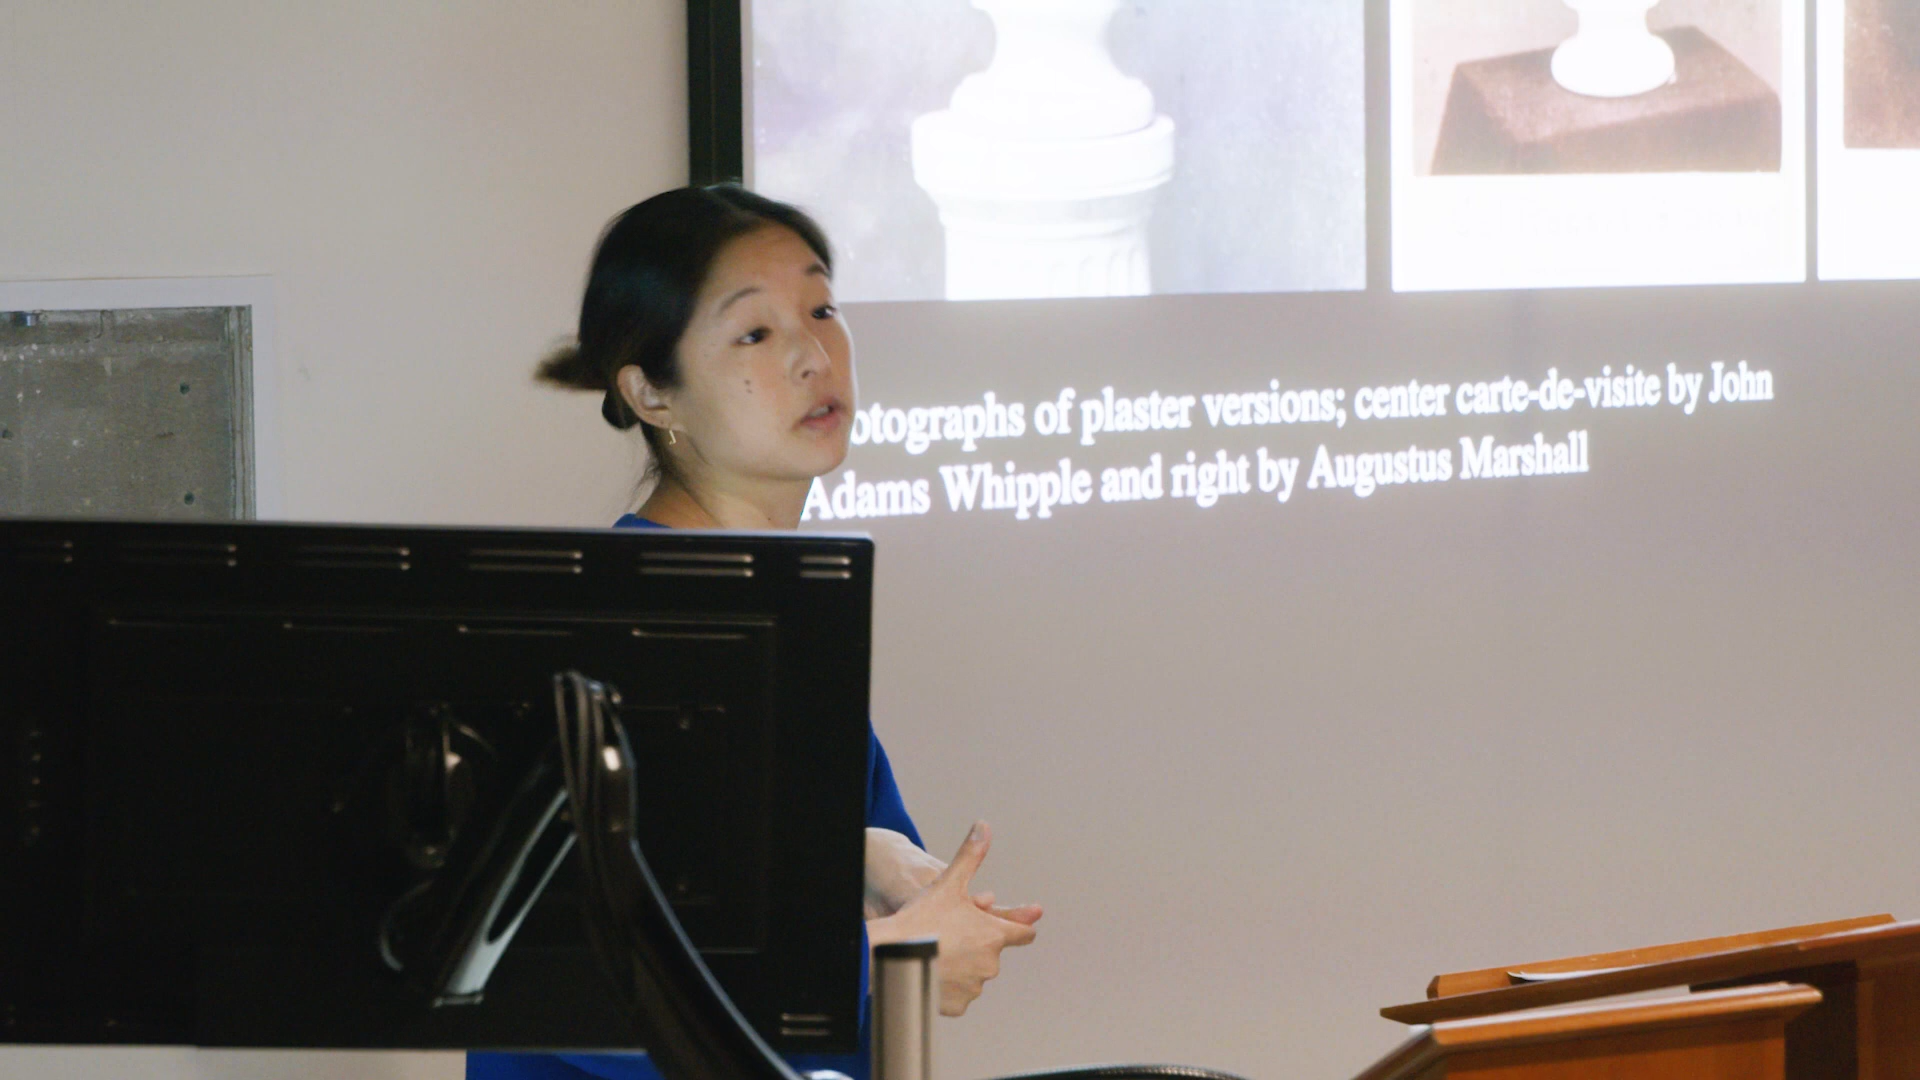 otographs of plaster versions; center carte-de-visite by John
Adams Whipple and right by Augustus Marshall